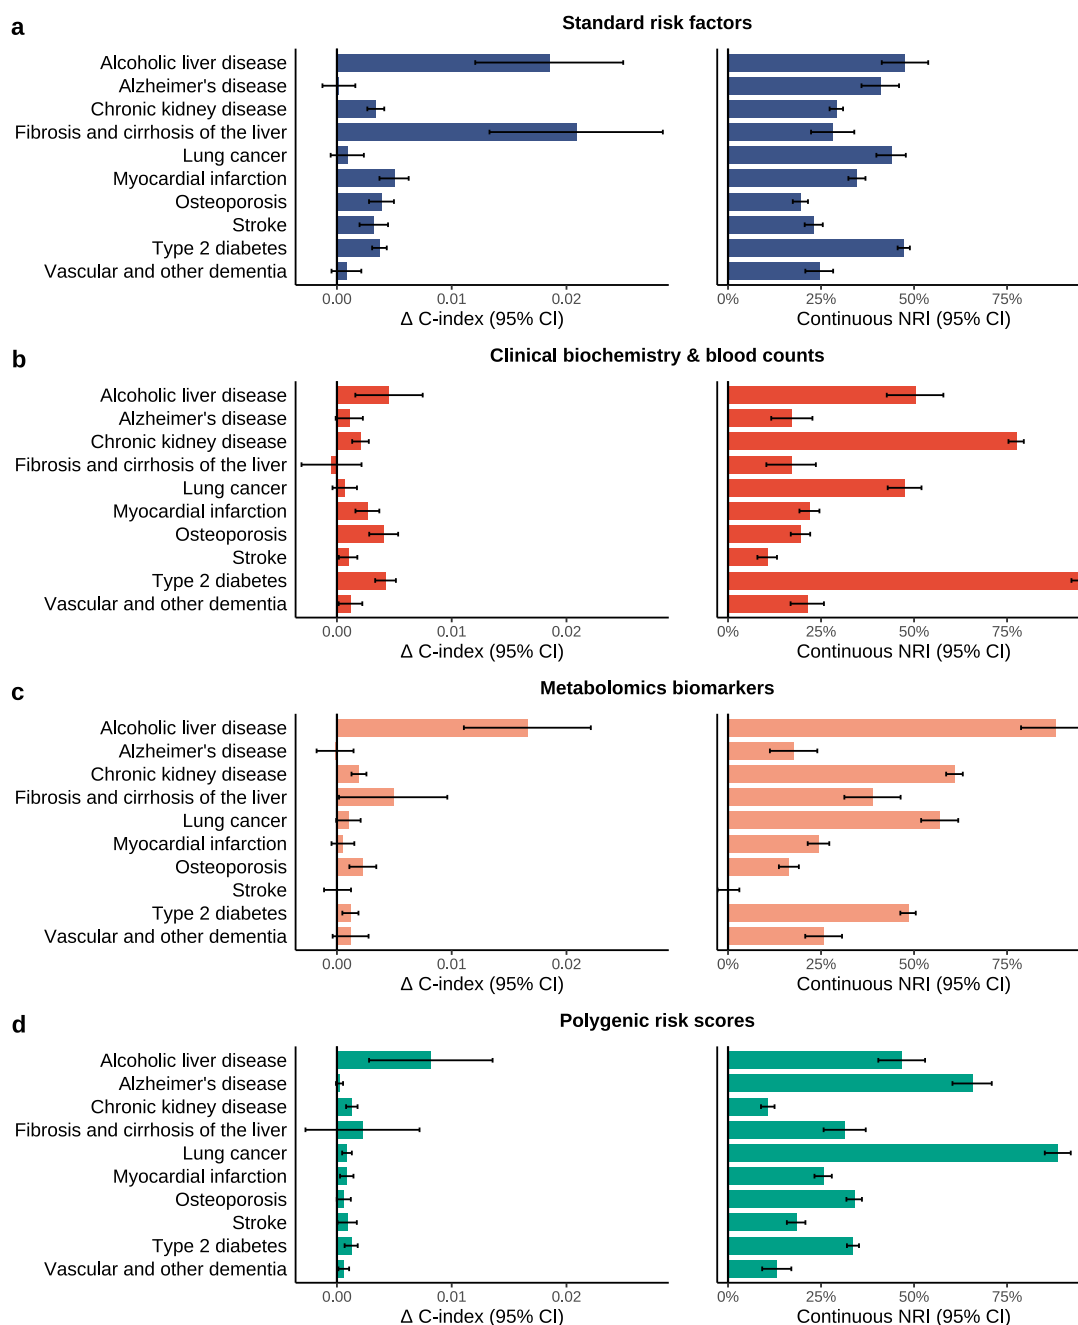 a
Standard risk factors
Alcoholic liver disease
Alzheimer's disease
Chronic kidney disease
Fibrosis and cirrhosis of the liver
Lung cancer
Myocardial infarction
Osteoporosis
Stroke
Type 2 diabetes
Vascular and other dementia
0.00 0.01 0.02
Δ C-index (95% CI)
0% 25% 50% 75%
Continuous NRI (95% CI)
b
Clinical biochemistry & blood counts
Alcoholic liver disease
Alzheimer's disease
Chronic kidney disease
Fibrosis and cirrhosis of the liver
Lung cancer
Myocardial infarction
Osteoporosis
Stroke
Type 2 diabetes
Vascular and other dementia
0.00 0.01 0.02
Δ C-index (95% CI)
0% 25% 50% 75%
Continuous NRI (95% CI)
c
Metabolomics biomarkers
Alcoholic liver disease
Alzheimer's disease
Chronic kidney disease
Fibrosis and cirrhosis of the liver
Lung cancer
Myocardial infarction
Osteoporosis
Stroke
Type 2 diabetes
Vascular and other dementia
0.00 0.01 0.02
Δ C-index (95% CI)
0% 25% 50% 75%
Continuous NRI (95% CI)
d
Polygenic risk scores
Alcoholic liver disease
Alzheimer's disease
Chronic kidney disease
Fibrosis and cirrhosis of the liver
Lung cancer
Myocardial infarction
Osteoporosis
Stroke
Type 2 diabetes
Vascular and other dementia
0.00 0.01 0.02
Δ C-index (95% CI)
0% 25% 50% 75%
Continuous NRI (95% CI)